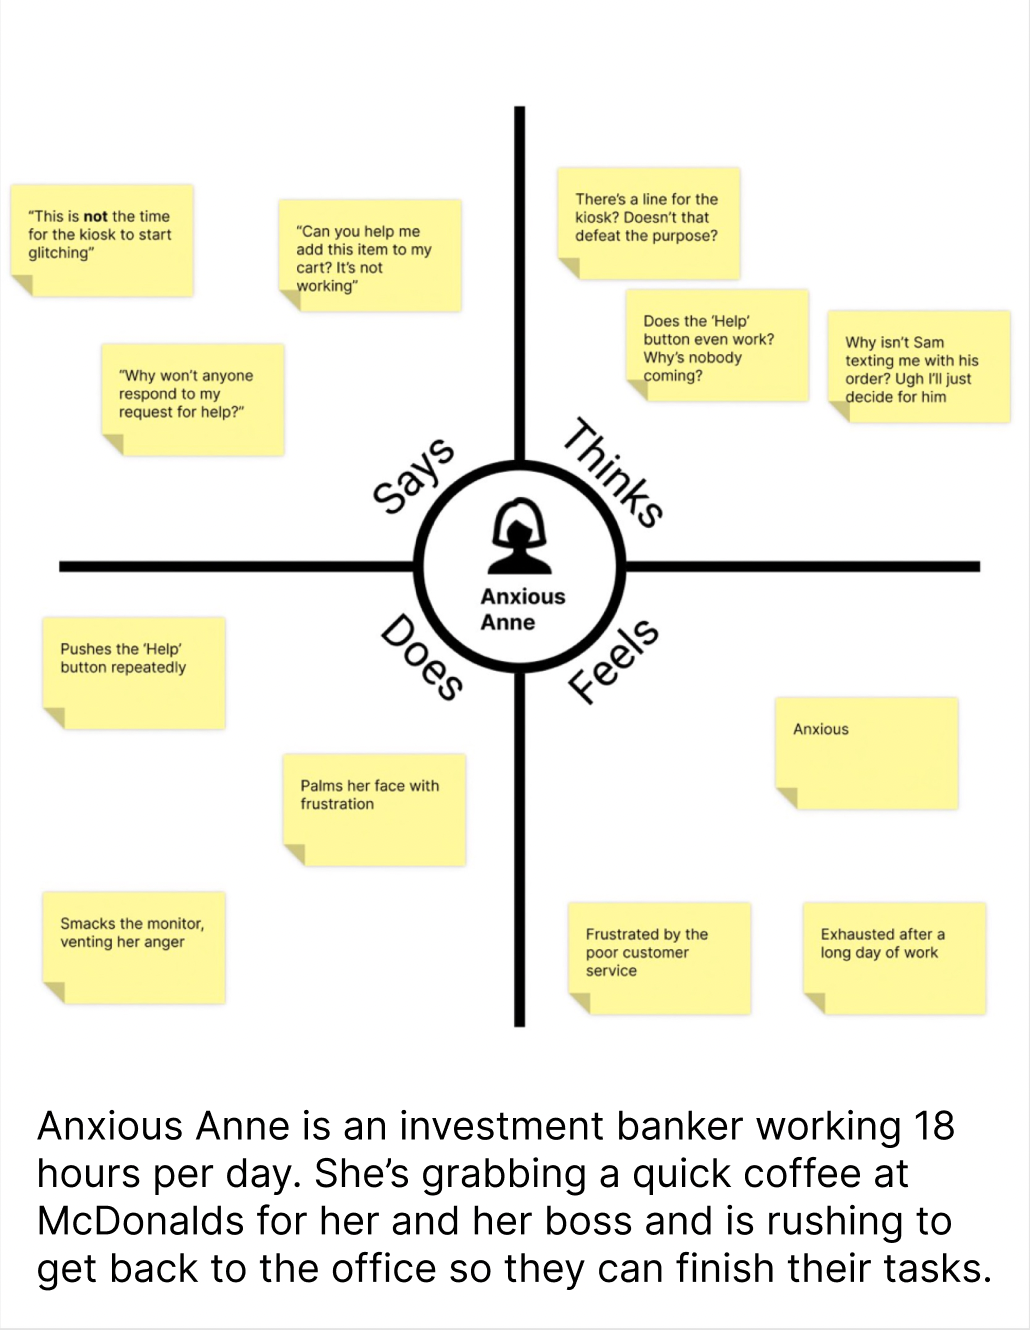 “This is not the time
for the kiosk to start
glitching”
“Can you help me
add this item to my
cart? It’s not
working”
“Why won’t anyone
respond to my
request for help?”
There’s a line for the
kiosk? Doesn’t that
defeat the purpose?
Does the ‘Help’
button even work?
Why’s nobody
coming?
Why isn’t Sam
texting me with his
order? Ugh I’ll just
decide for him
Says
Thinks
Anxious
Anne
Does
Feels
Pushes the ‘Help’
button repeatedly
Palms her face with
frustration
Smacks the monitor,
venting her anger
Anxious
Frustrated by the
poor customer
service
Exhausted after a
long day of work
Anxious Anne is an investment banker working 18
hours per day. She’s grabbing a quick coffee at
McDonalds for her and her boss and is rushing to
get back to the office so they can finish their tasks.